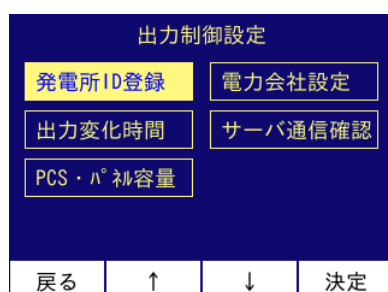 出力制御設定
発電所ID登録 電力会社設定
出力変化時間 サーバ通信確認
PCS・ﾊﾟﾈﾙ容量
戻る ↑ ↓ 決定